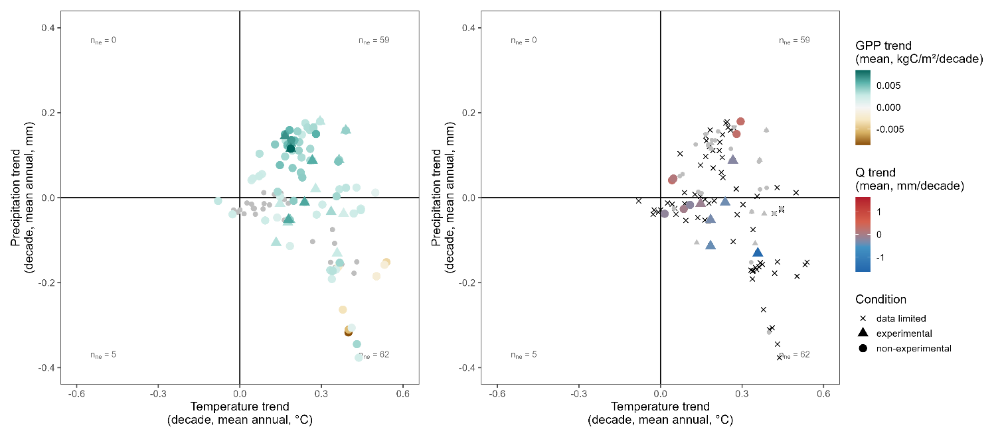 0.4
0.2
0.0
-0.2
-0.4
Precipitation trend
(decade, mean annual, mm)
n_ne = 0
n_ne = 59
n_ne = 5
n_ne = 62
-0.6
-0.3
0.0
0.3
0.6
Temperature trend
(decade, mean annual, °C)
0.4
0.2
0.0
-0.2
-0.4
Precipitation trend
(decade, mean annual, mm)
n_ne = 0
n_ne = 59
n_ne = 5
n_ne = 62
-0.6
-0.3
0.0
0.3
0.6
Temperature trend
(decade, mean annual, °C)
GPP trend
(mean, kgC/m²/decade)
0.005
0.000
-0.005
Q trend
(mean, mm/decade)
1
0
-1
Condition
data limited
experimental
non-experimental